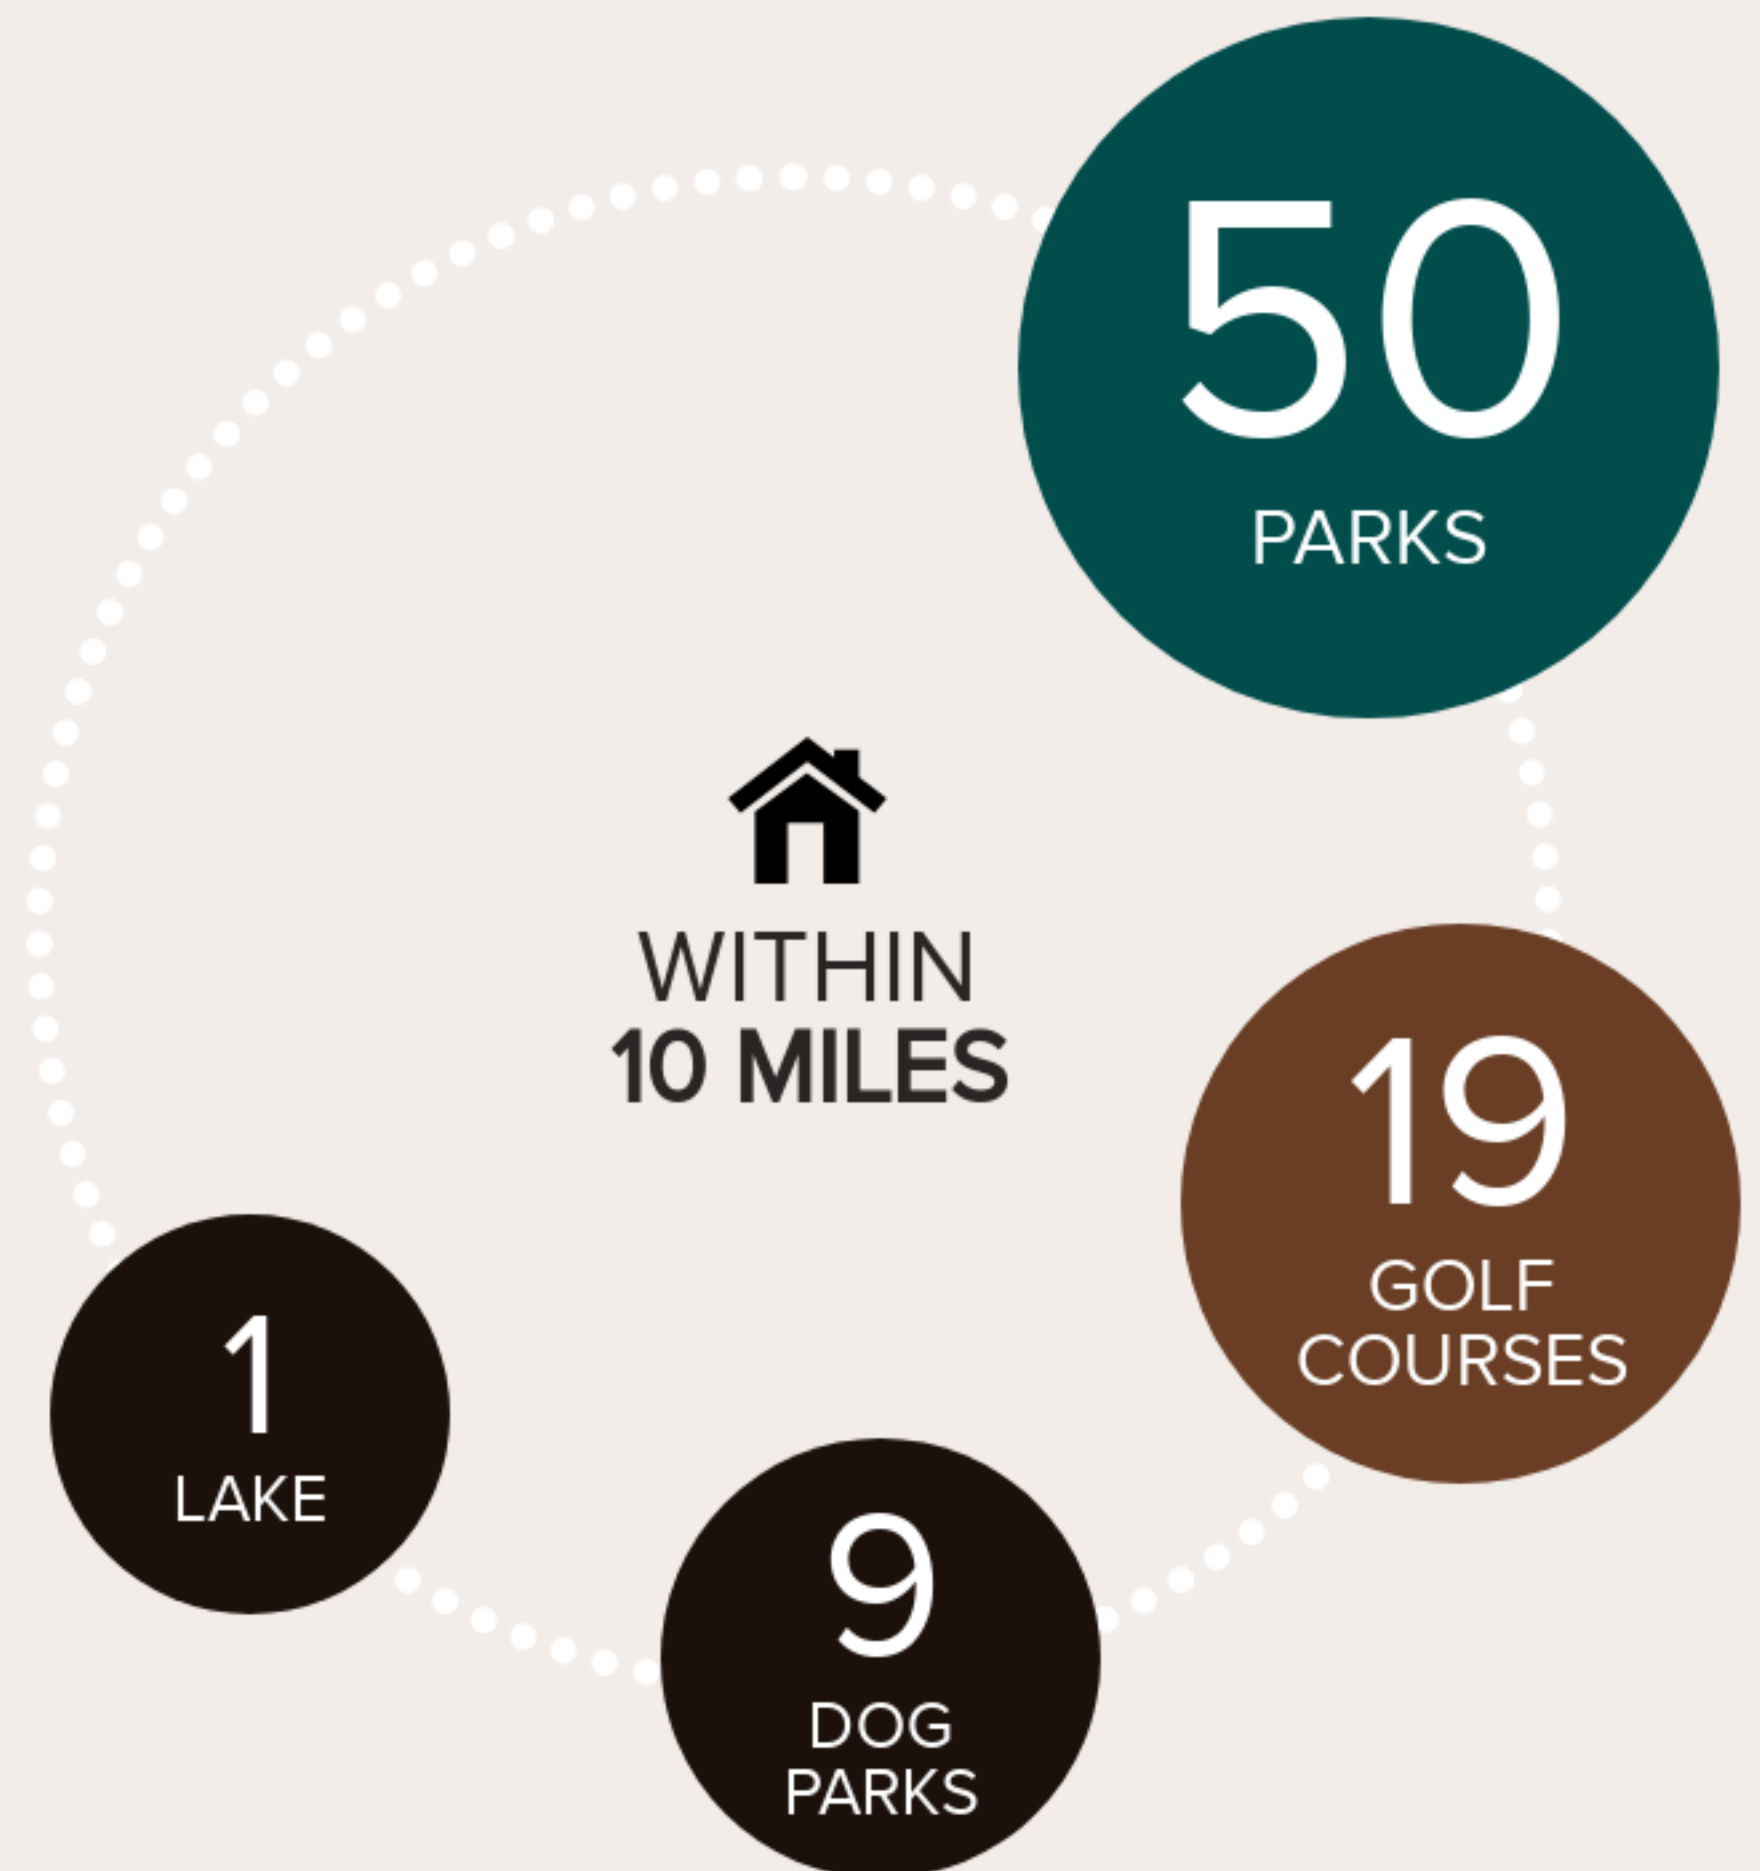 50
PARKS
WITHIN
10 MILES
19
GOLF
COURSES
1
LAKE
9
DOG
PARKS